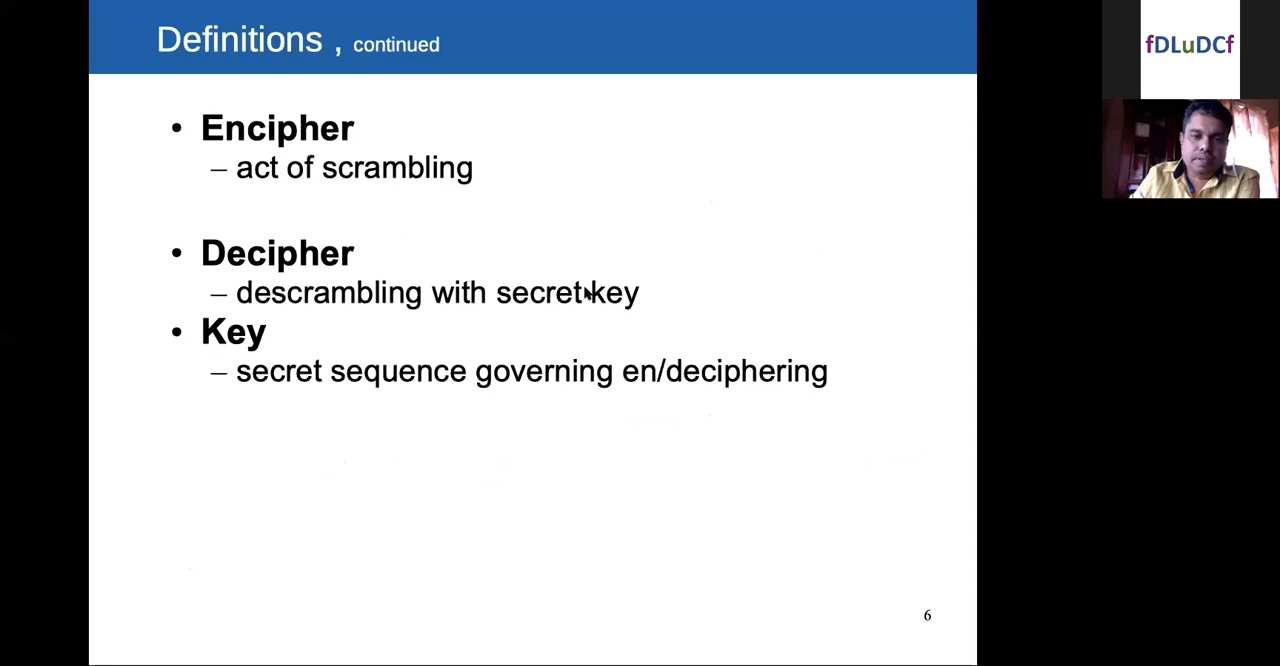 Definitions , continued
• Encipher
– act of scrambling
• Decipher
– descrambling with secret key
• Key
– secret sequence governing en/deciphering
6
fDLuDCf